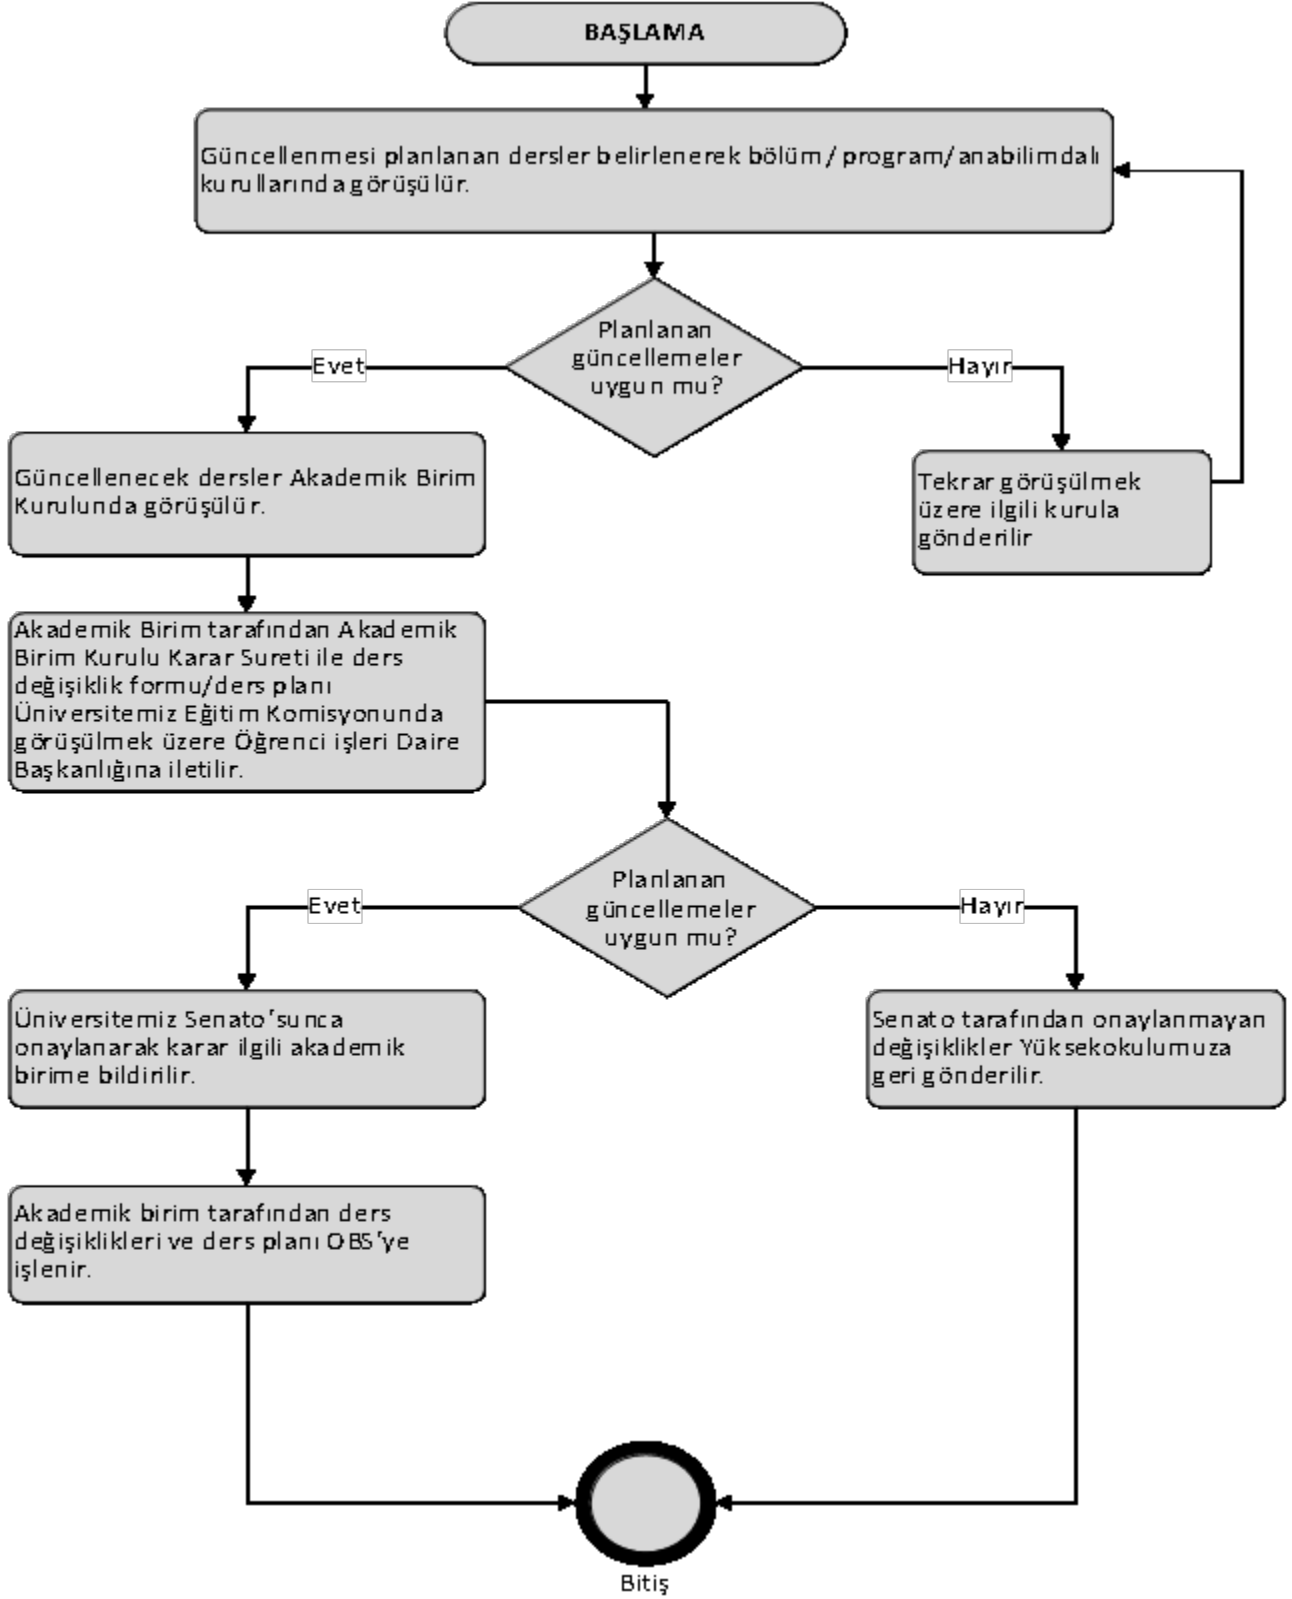 BAŞLAMA
Güncellenmesi planlanan dersler belirlenerek bölüm/ program/anabilimdalı
kurullarında görüşülür.
Planlanan
güncellemeler
uygun mu?
Evet
Hayır
Güncellenecek dersler Akademik Birim
Kurulunda görüşülür.
Tekrar görüşülmek
üzere ilgili kurula
gönderilir
Akademik Birim tarafından Akademik
Birim Kurulu Karar Sureti ile ders
değişiklik formu/ders planı
Üniversitemiz Eğitim Komisyonunda
görüşülmek üzere Öğrenci işleri Daire
Başkanlığına iletilir.
Planlanan
güncellemeler
uygun mu?
Evet
Hayır
Üniversitemiz Senato'sunca
onaylanarak karar ilgili akademik
birime bildirilir.
Senato tarafından onaylanmayan
değişiklikler Yüksekokulumuza
geri gönderilir.
Akademik birim tarafından ders
değişiklikleri ve ders planı OBS'ye
işlenir.
Bitiş